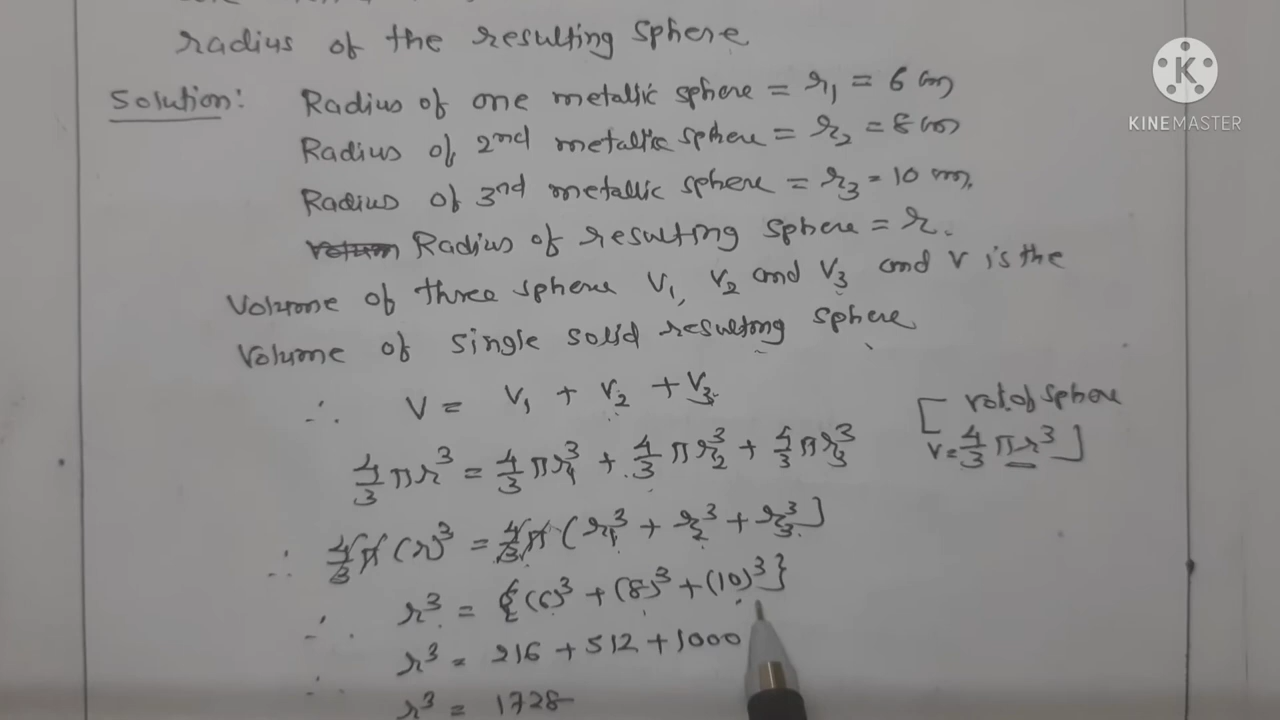 radius of the resulting sphere
Solution: Radius of one metallic sphere = r₁ = 6 cm
Radius of 2nd metallic sphere = r₂ = 8 cm
Radius of 3nd metallic sphere = r₃ = 10 cm.
Radius of resulting sphere = r.
Volume of three sphere V₁, V₂ and V₃ and V is the
Volume of single solid resulting sphere
∴ V = V₁ + V₂ + V₃
[ vol. of sphere
V = 4/3 πr³ ]
4/3 πr³ = 4/3 πr₁³ + 4/3 πr₂³ + 4/3 πr₃³
∴ 4/3 π (r)³ = 4/3 π (r₁³ + r₂³ + r₃³]
∴ r³ = {(6)³ + (8)³ + (10)³}
∴ r³ = 216 + 512 + 1000
r³ = 1728
K
KINEMASTER